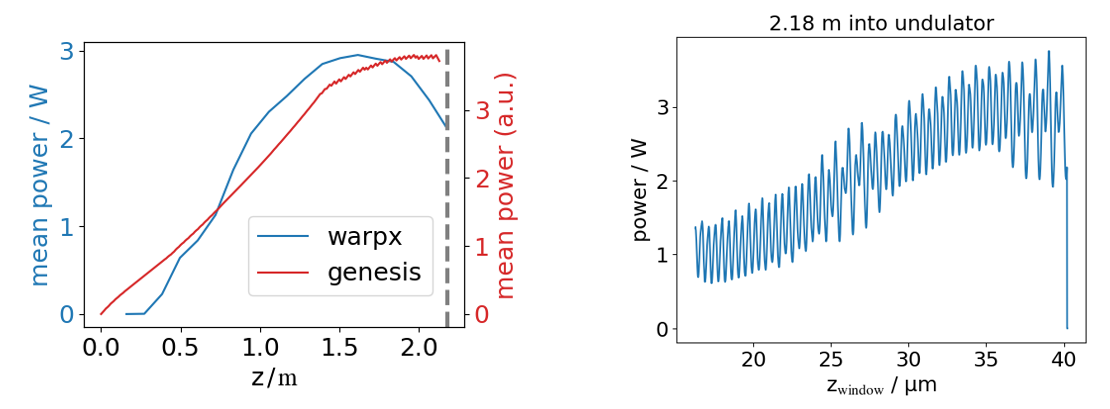 mean power / W
3
2
1
0
0.0 0.5 1.0 1.5 2.0
z/m
warpx
genesis
3
2
1
0
mean power (a.u.)
2.18 m into undulator
power / W
3
2
1
0
20 25 30 35 40
z_window / μm